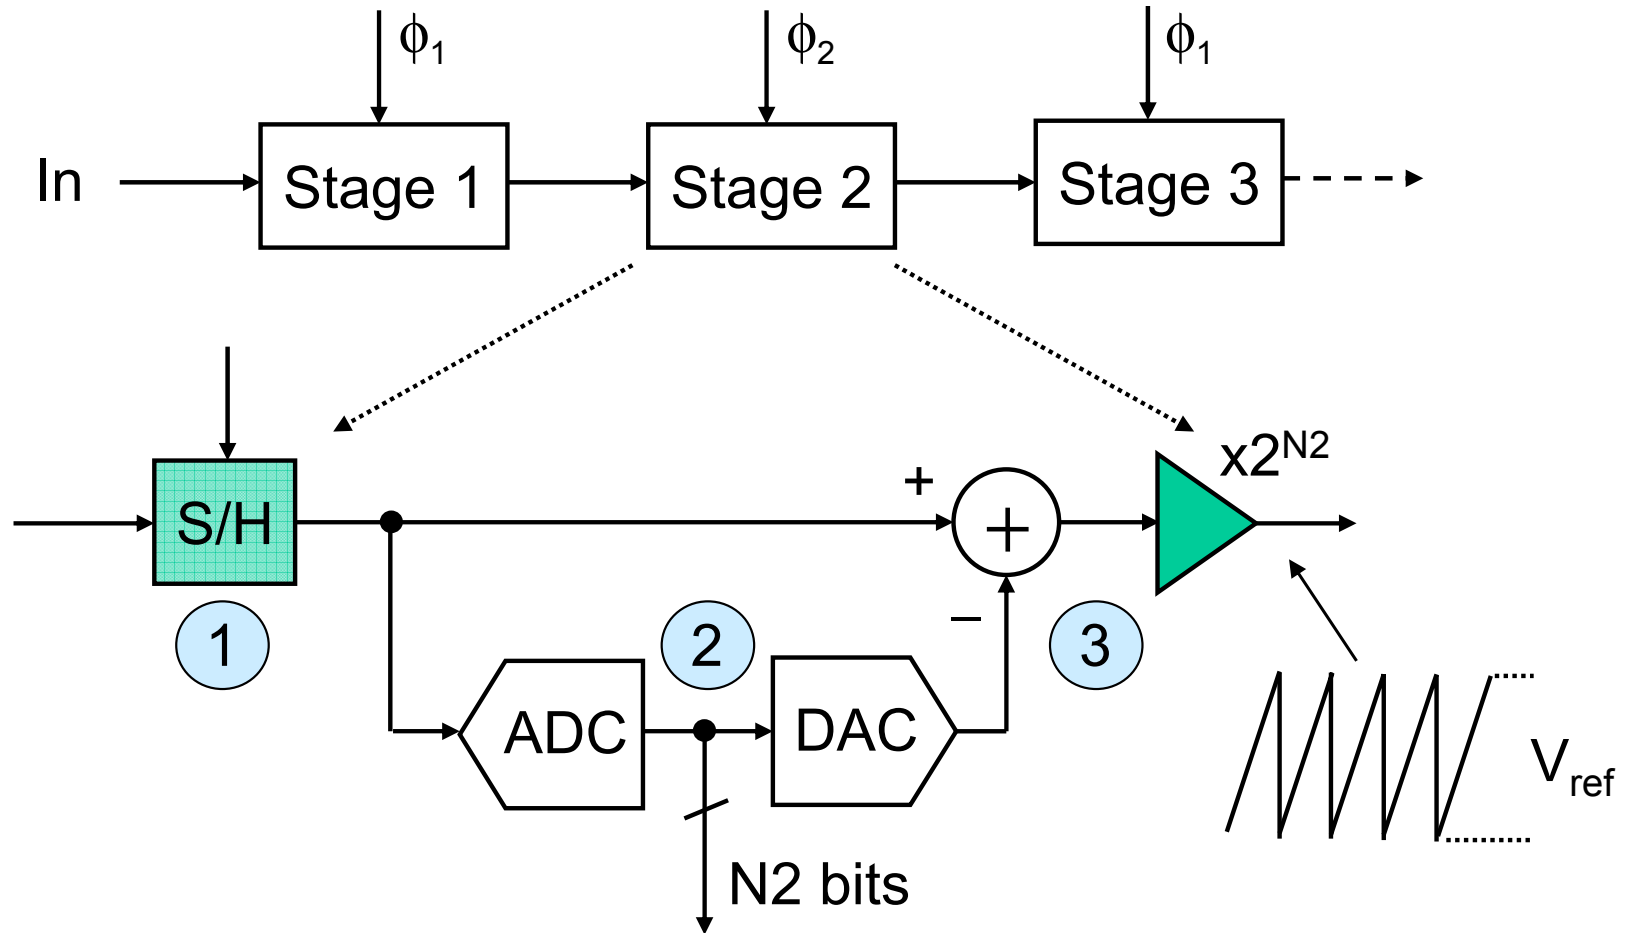 ϕ₁ ϕ₂ ϕ₁
In Stage 1 Stage 2 Stage 3
x2ᴺ²
+
S/H +
1 2 – 3
ADC DAC
Vref
N2 bits